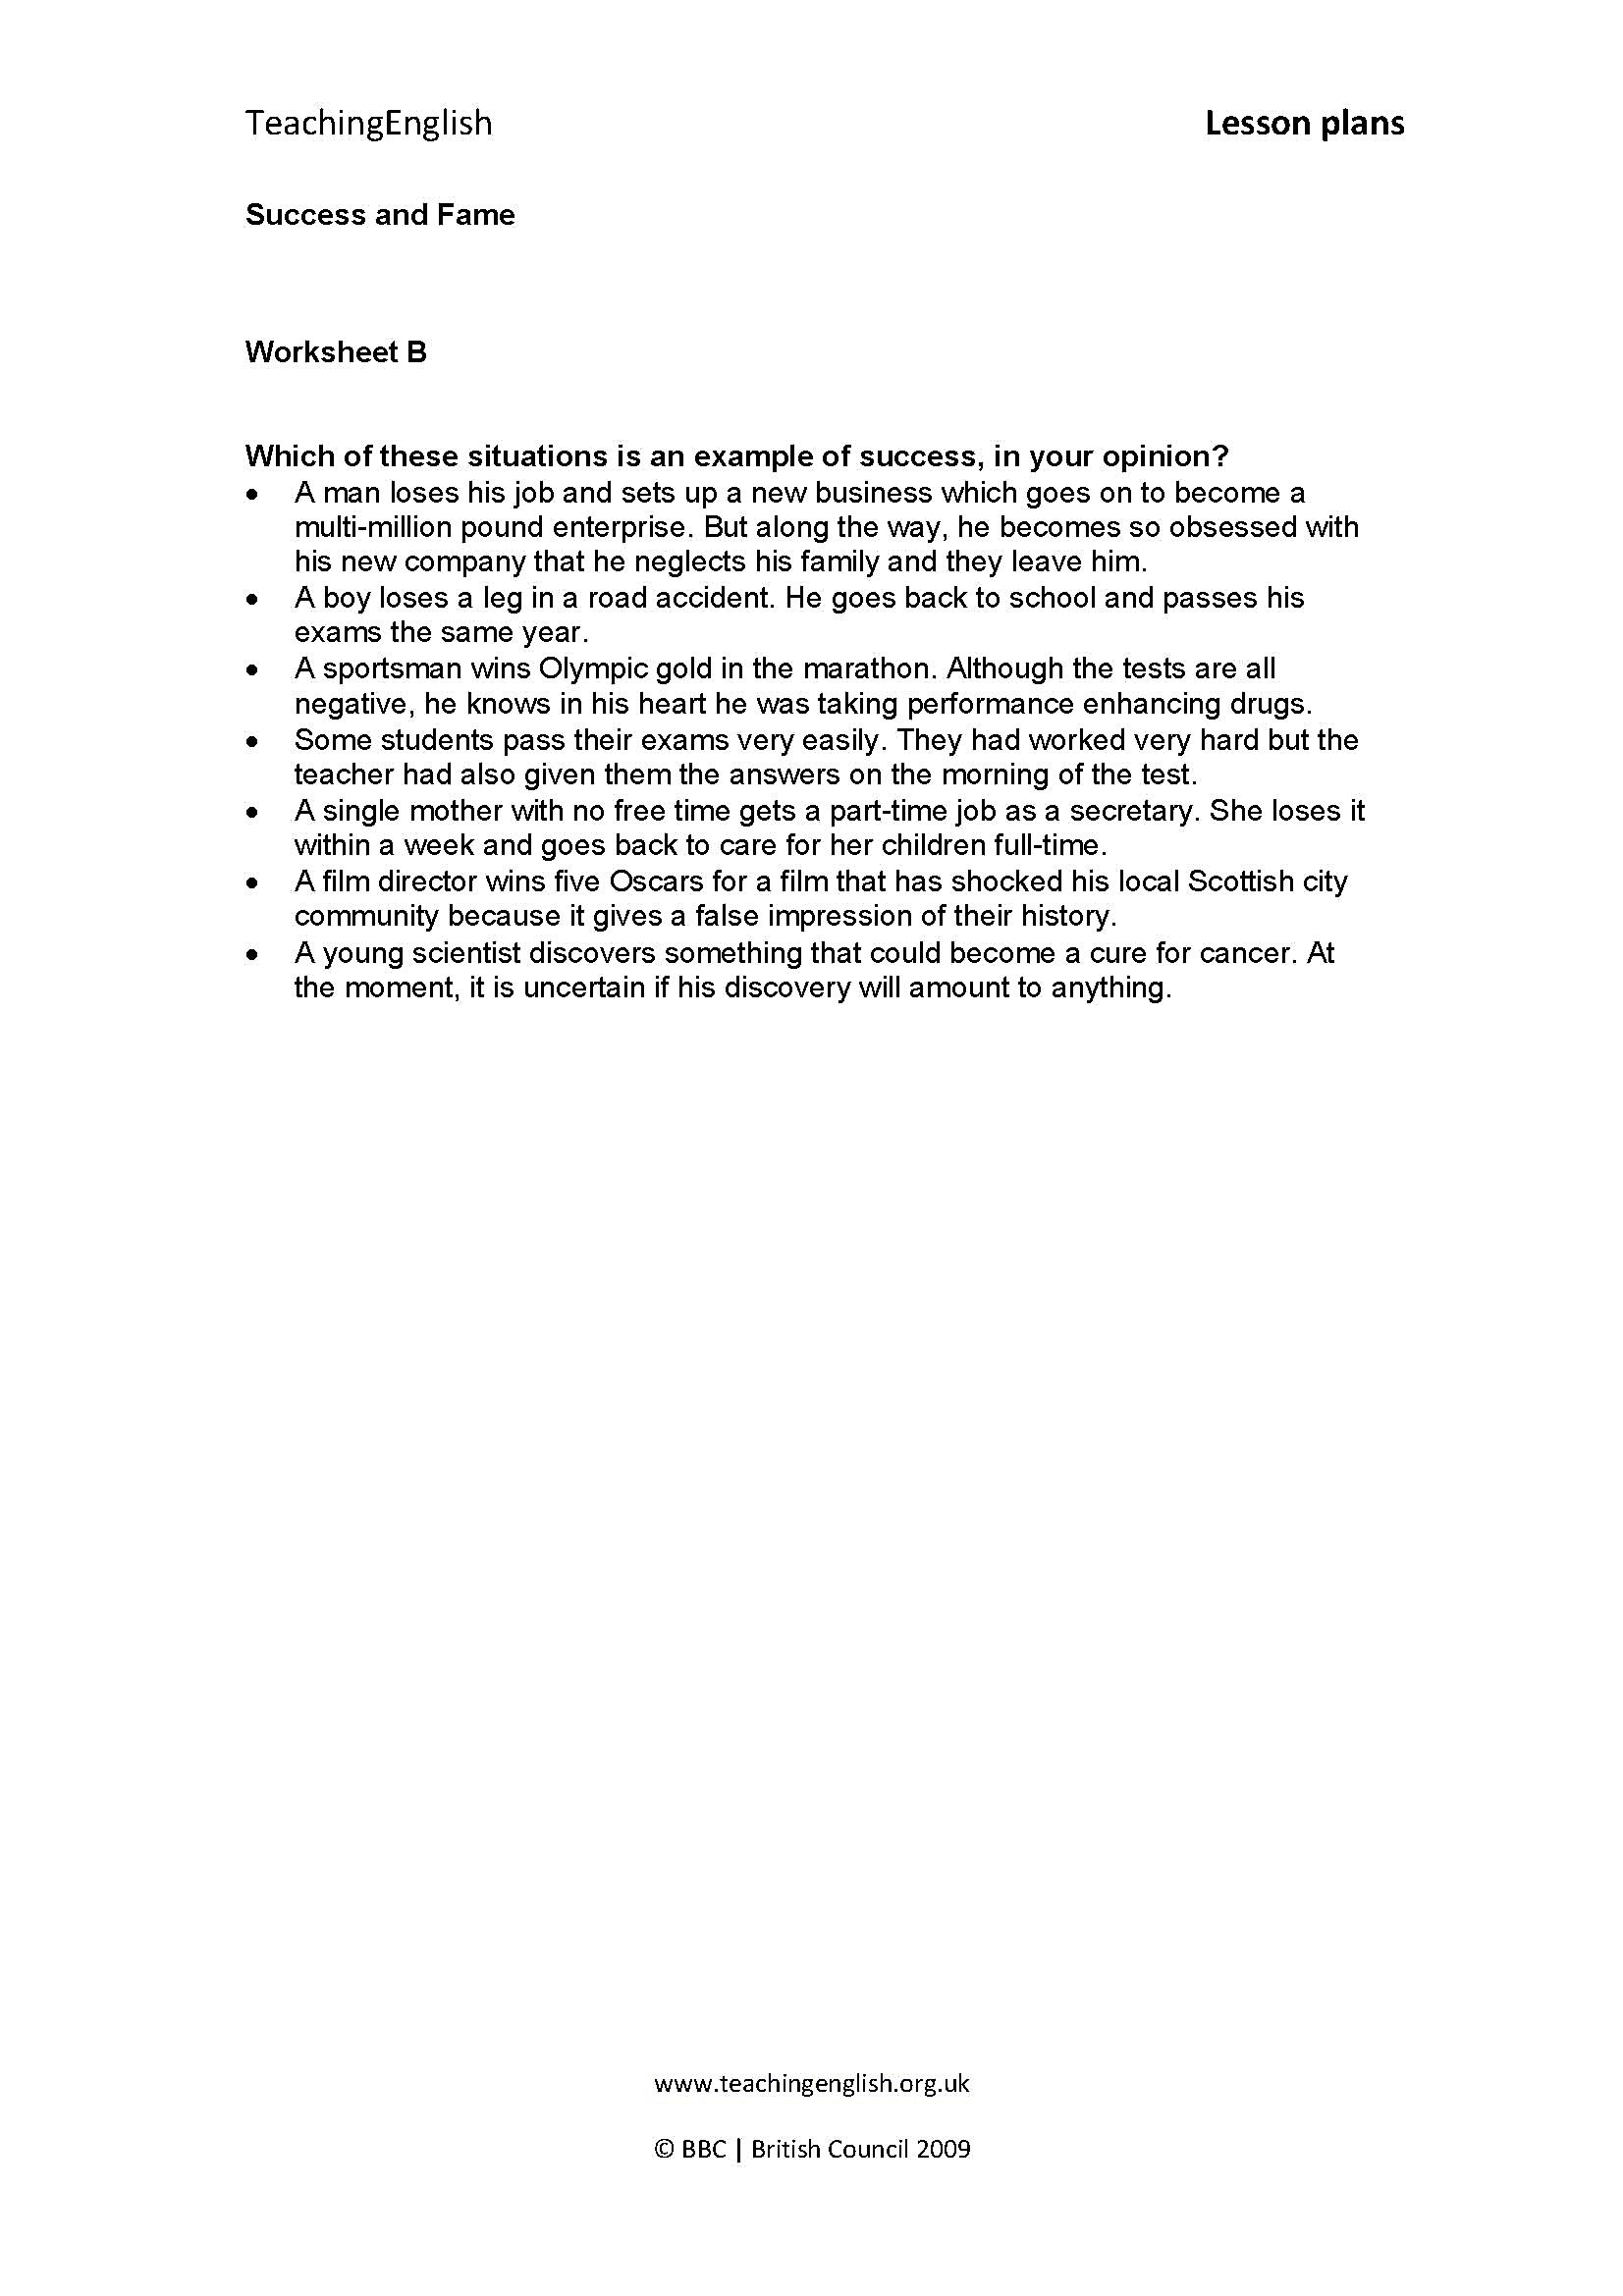 TeachingEnglish Lesson plans
Success and Fame
Worksheet B
Which of these situations is an example of success, in your opinion?
• A man loses his job and sets up a new business which goes on to become a
multi-million pound enterprise. But along the way, he becomes so obsessed with
his new company that he neglects his family and they leave him.
• A boy loses a leg in a road accident. He goes back to school and passes his
exams the same year.
• A sportsman wins Olympic gold in the marathon. Although the tests are all
negative, he knows in his heart he was taking performance enhancing drugs.
• Some students pass their exams very easily. They had worked very hard but the
teacher had also given them the answers on the morning of the test.
• A single mother with no free time gets a part-time job as a secretary. She loses it
within a week and goes back to care for her children full-time.
• A film director wins five Oscars for a film that has shocked his local Scottish city
community because it gives a false impression of their history.
• A young scientist discovers something that could become a cure for cancer. At
the moment, it is uncertain if his discovery will amount to anything.
www.teachingenglish.org.uk
© BBC | British Council 2009